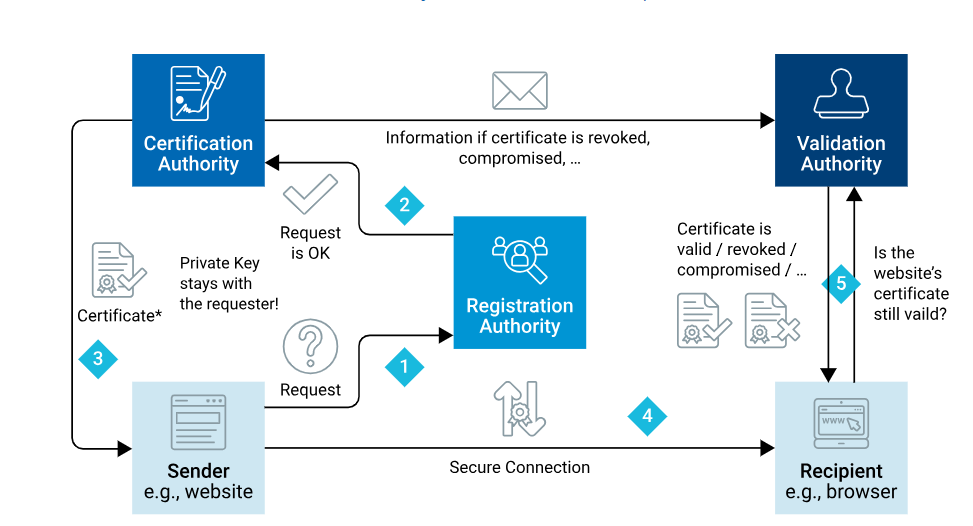 Certification
Authority
Information if certificate is revoked,
compromised, ...
Validation
Authority
2
Request
is OK
Registration
Authority
Certificate is
valid / revoked /
compromised / ...
5
Is the
website's
certificate
still vaild?
Private Key
stays with
the requester!
Certificate*
3
?
Request
1
4
Secure Connection
Sender
e.g., website
WWW
Recipient
e.g., browser